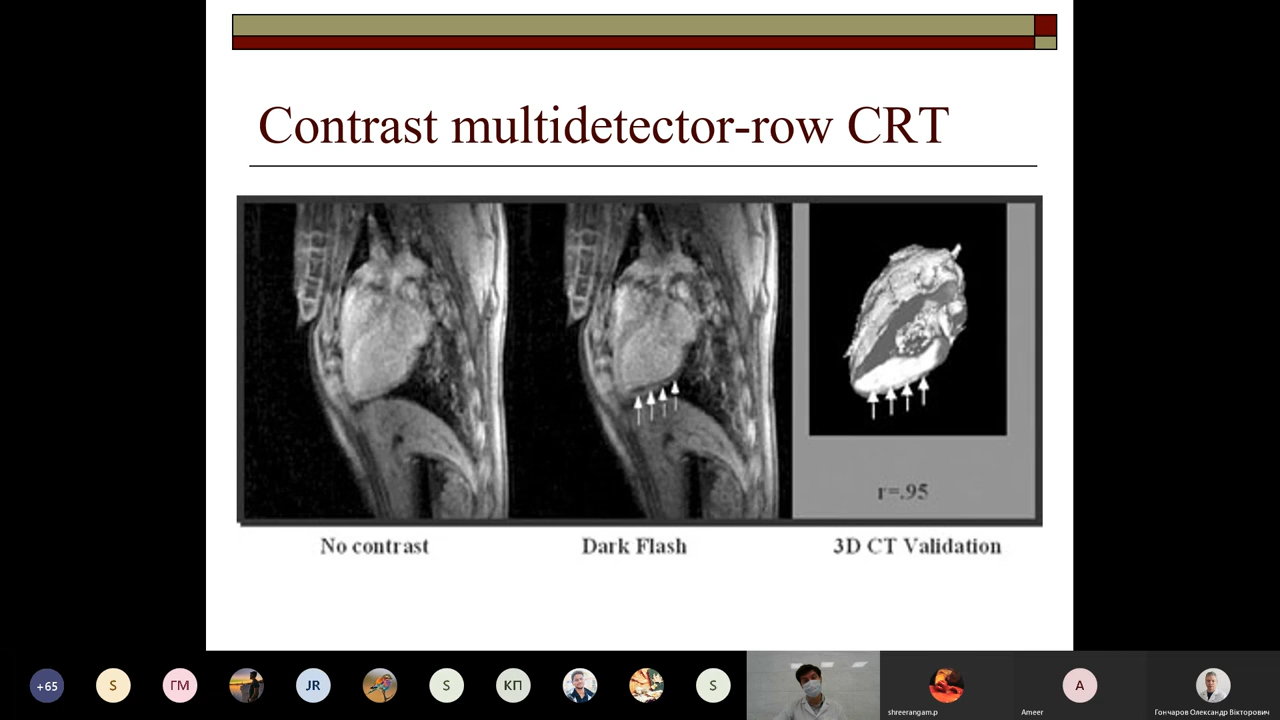 Contrast multidetector-row CRT
r=.95
No contrast
Dark Flash
3D CT Validation
+65
S
ГМ
JR
S
КП
S
A
shreerangam.p
Ameer
Гончаров Олександр Вікторович